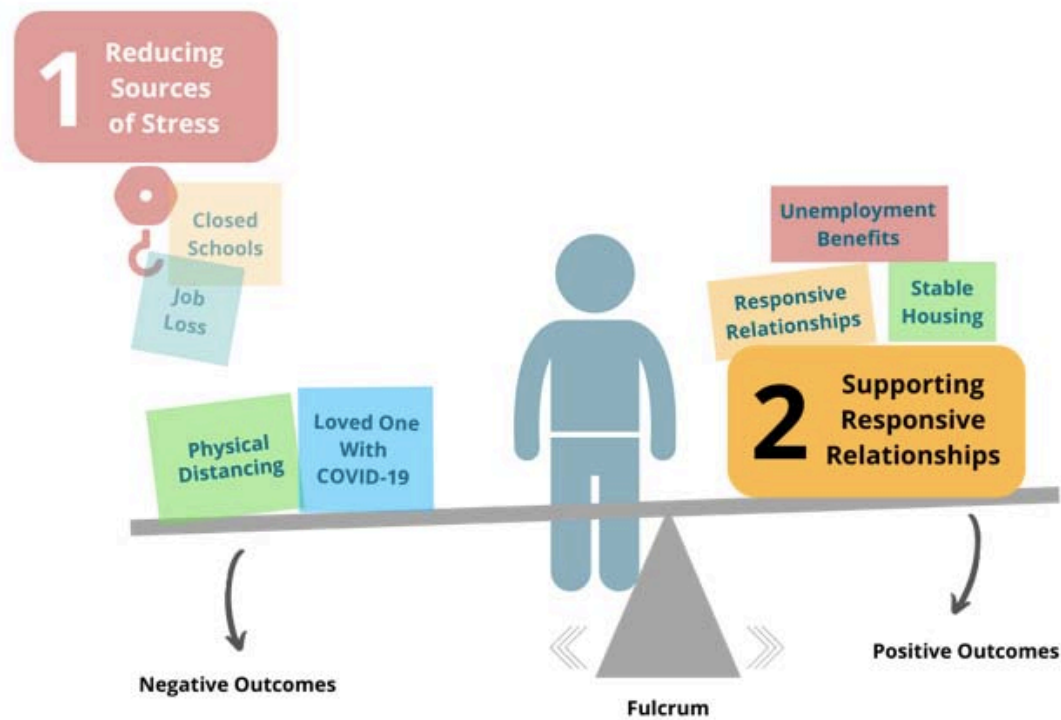 1
Reducing
Sources
of Stress
Closed
Schools
Job
Loss
Physical
Distancing
Loved One
With
COVID-19
Unemployment
Benefits
Responsive
Relationships
Stable
Housing
2
Supporting
Responsive
Relationships
Negative Outcomes
Fulcrum
Positive Outcomes